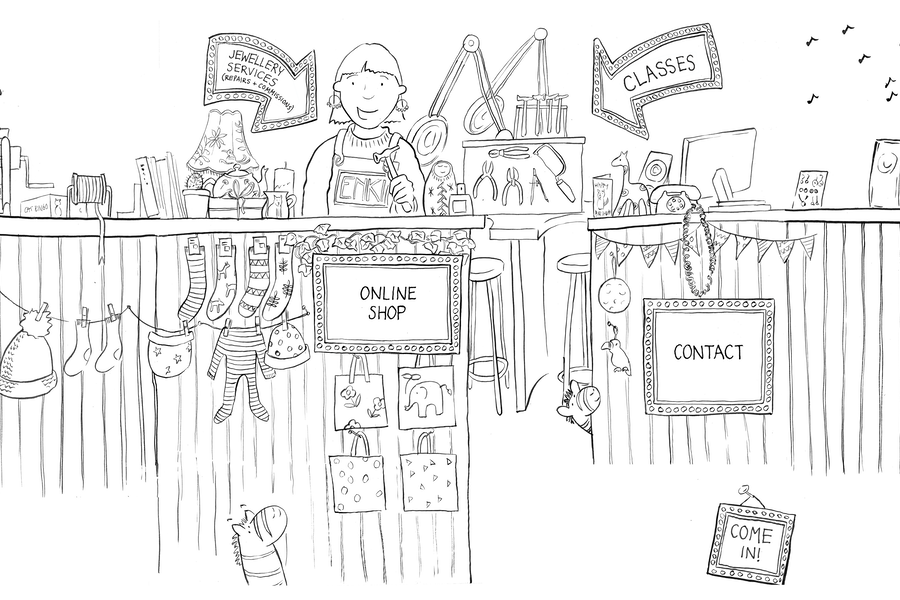 JEWELLERY
SERVICES
(REPAIRS + COMMISSIONS)
CLASSES
ENKI
ONLINE
SHOP
CONTACT
COME
IN!